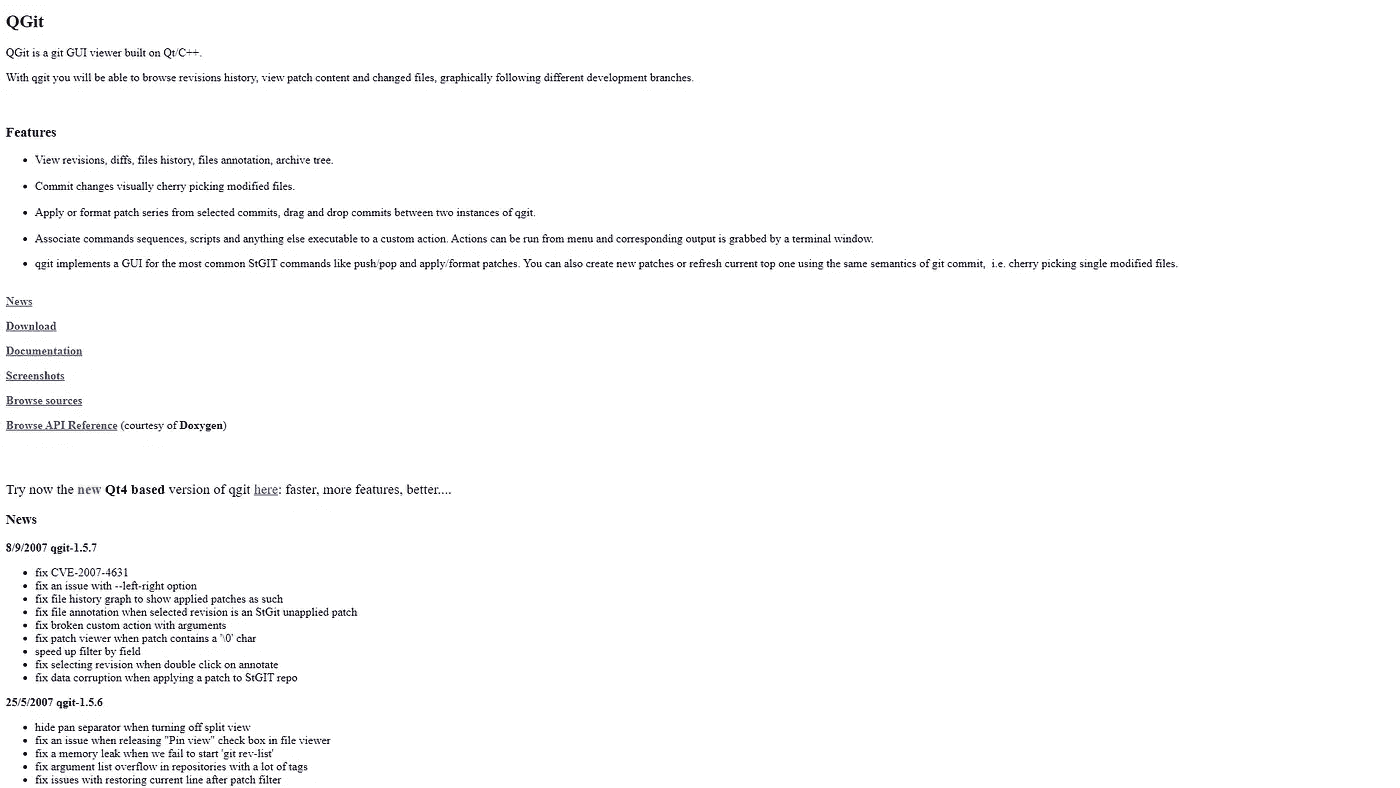 QGit
QGit is a git GUI viewer built on Qt/C++.
With qgit you will be able to browse revisions history, view patch content and changed files, graphically following different development branches.
Features
• View revisions, diffs, files history, files annotation, archive tree.
• Commit changes visually cherry picking modified files.
• Apply or format patch series from selected commits, drag and drop commits between two instances of qgit.
• Associate commands sequences, scripts and anything else executable to a custom action. Actions can be run from menu and corresponding output is grabbed by a terminal window.
• qgit implements a GUI for the most common StGIT commands like push/pop and apply/format patches. You can also create new patches or refresh current top one using the same semantics of git commit,  i.e. cherry picking single modified files.
News
Download
Documentation
Screenshots
Browse sources
Browse API Reference (courtesy of Doxygen)
Try now the new Qt4 based version of qgit here: faster, more features, better....
News
8/9/2007 qgit-1.5.7
• fix CVE-2007-4631
• fix an issue with --left-right option
• fix file history graph to show applied patches as such
• fix file annotation when selected revision is an StGit unapplied patch
• fix broken custom action with arguments
• fix patch viewer when patch contains a '\0' char
• speed up filter by field
• fix selecting revision when double click on annotate
• fix data corruption when applying a patch to StGIT repo
25/5/2007 qgit-1.5.6
• hide pan separator when turning off split view
• fix an issue when releasing "Pin view" check box in file viewer
• fix a memory leak when we fail to start 'git rev-list'
• fix argument list overflow in repositories with a lot of tags
• fix issues with restoring current line after patch filter